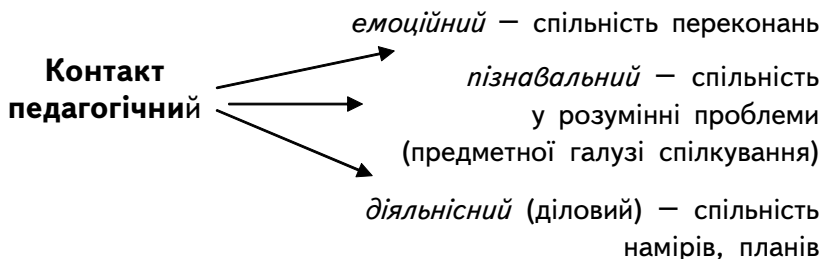 емоційний — спільність переконань
Контакт
педагогічний
пізнавальний — спільність
у розумінні проблеми
(предметної галузі спілкування)
діяльнісний (діловий) — спільність
намірів, планів